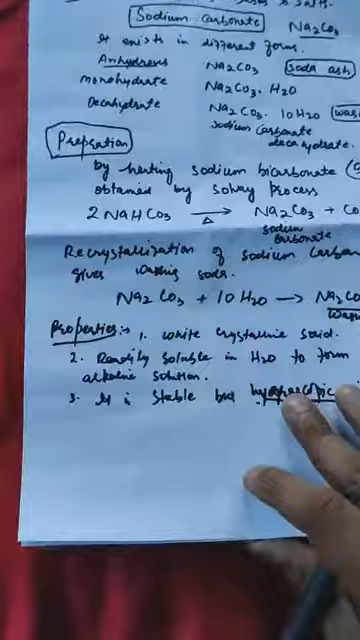 to salts.
Sodium Carbonate Na2CO3
It exists in different forms.
Anhydrous Na2CO3 Soda ash
Monohydrate Na2CO3. H2O
Decahydrate Na2CO3. 10H2O
Sodium Carbonate
decahydrate.
Preparation
by heating sodium bicarbonate
obtained by solvay process
2NaHCO3 → Na2CO3 +
Δ
sodium
carbonate
Recrystallization of sodium
gives washing soda.
Na2CO3 + 10H2O →
Properties:- 1. White crystalline solid.
2. Readily soluble in H2O to form
alkaline solution.
3. It is stable but hygroscopic